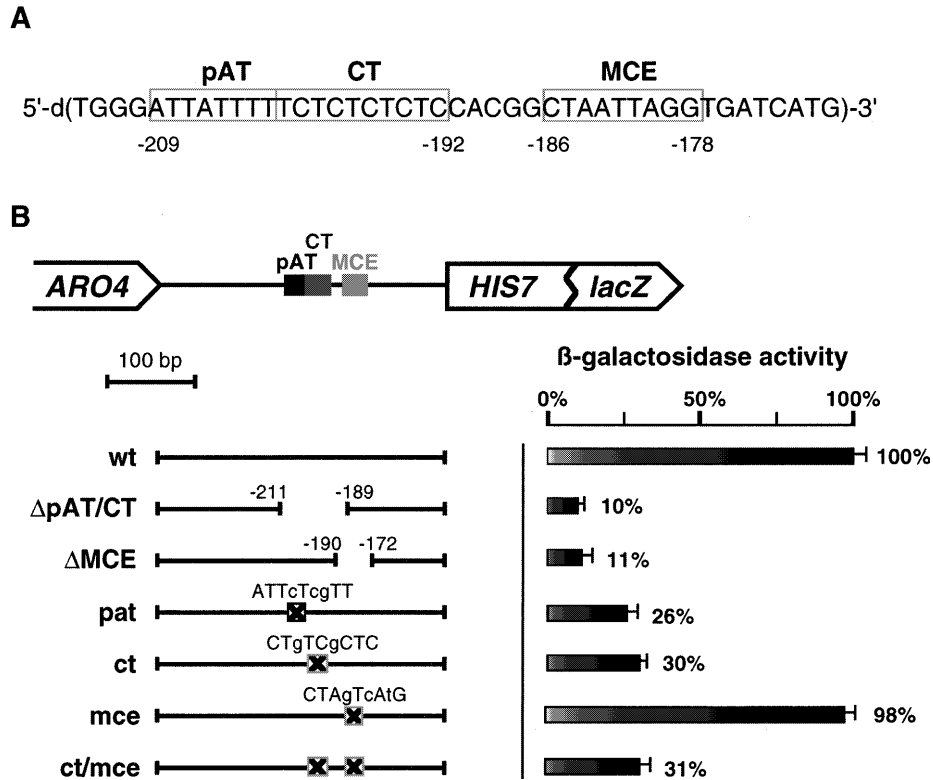 A
pAT CT MCE
5'-d(TGGGATTATTTTTCTCTCTCTCCACGGCTAATTAGGTGATCATG)-3'
-209 -192 -186 -178
B
CT
pAT MCE
ARO4 HIS7 lacZ
100 bp
ß-galactosidase activity
0% 50% 100%
wt 100%
-211 -189
ΔpAT/CT 10%
-190 -172
ΔMCE 11%
ATTcTcgTT
pat 26%
CTgTCgCTC
ct 30%
CTAgTcAtG
mce 98%
ct/mce 31%